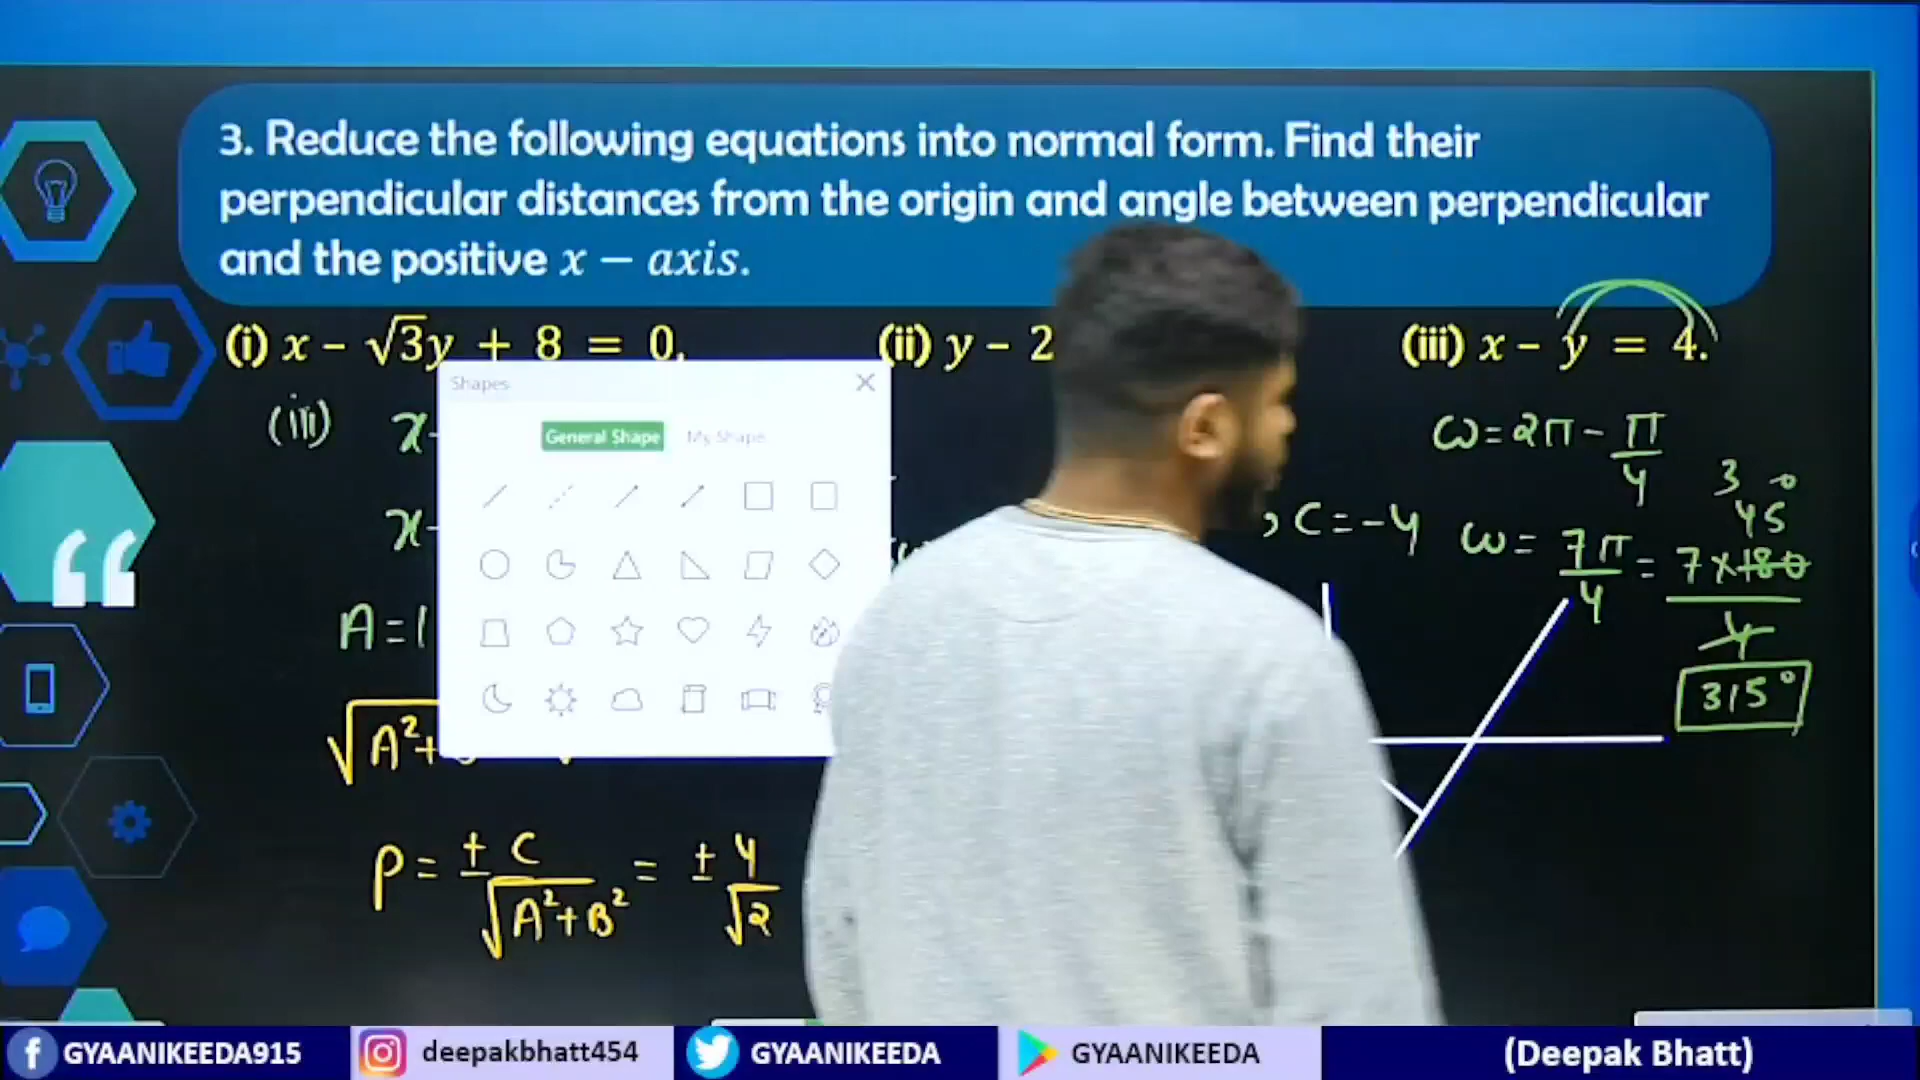 3. Reduce the following equations into normal form. Find their
perpendicular distances from the origin and angle between perpendicular
and the positive x − axis.
(i) x − √3y + 8 = 0,
(ii) y − 2
(iii) x − y = 4.
(iii) x-
x-
A=1
√A²+
P = ± C/√A²+B² = ± 4/√2
Shapes
General Shape My Shape
, C=-4
ω=2π-π/4
ω=7π/4=7×180/4
45
315°
GYAANIKEEDA915
deepakbhatt454
GYAANIKEEDA
GYAANIKEEDA
(Deepak Bhatt)